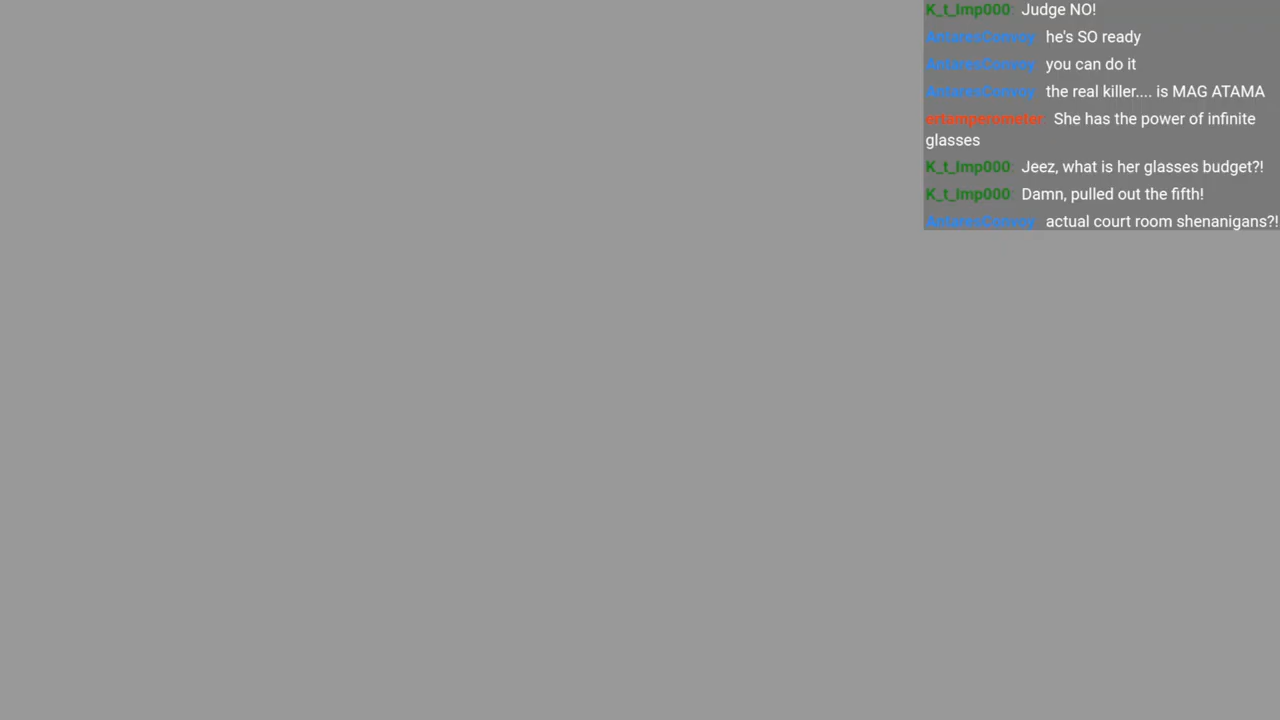 K_t_Imp000: Judge NO!
AntaresConvoy: he's SO ready
AntaresConvoy: you can do it
AntaresConvoy: the real killer.... is MAG ATAMA
artamperometer: She has the power of infinite
glasses
K_t_Imp000: Jeez, what is her glasses budget?!
K_t_Imp000: Damn, pulled out the fifth!
AntaresConvoy: actual court room shenanigans?!